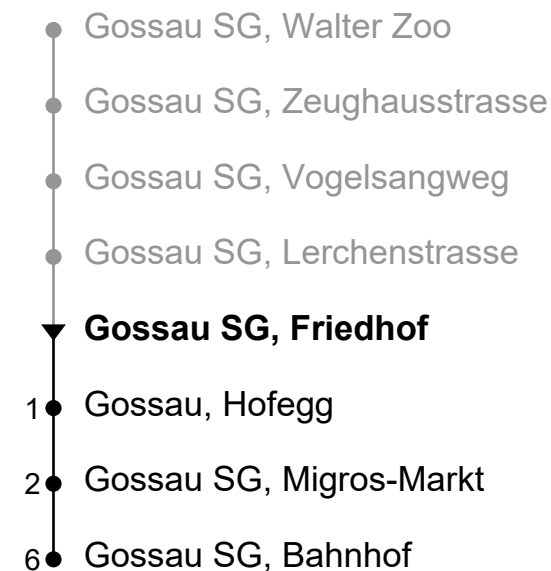 Gossau SG, Walter Zoo
Gossau SG, Zeughausstrasse
Gossau SG, Vogelsangweg
Gossau SG, Lerchenstrasse
Gossau SG, Friedhof
1 Gossau, Hofegg
2 Gossau SG, Migros-Markt
6 Gossau SG, Bahnhof